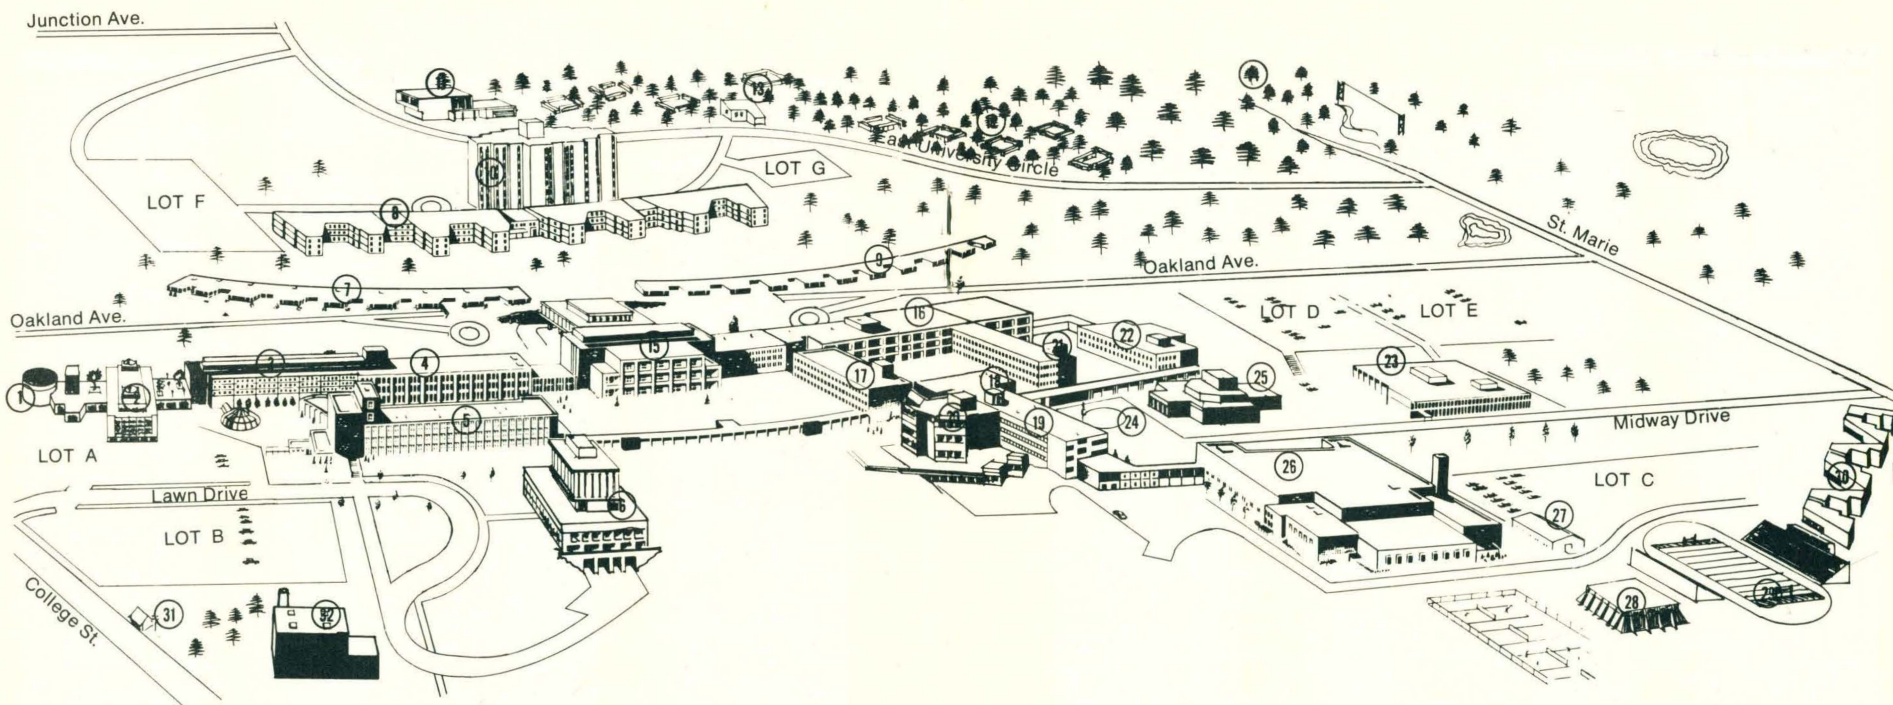 Junction Ave.
11
13
14
12
East University Circle
10
LOT G
LOT F
8
St. Marie
9
Oakland Ave.
7
Oakland Ave.
16
LOT D
LOT E
15
22
21
3
4
17
18
25
23
1
2
5
20
19
24
Midway Drive
LOT A
26
LOT C
30
Lawn Drive
6
27
LOT B
College St.
31
32
28
29